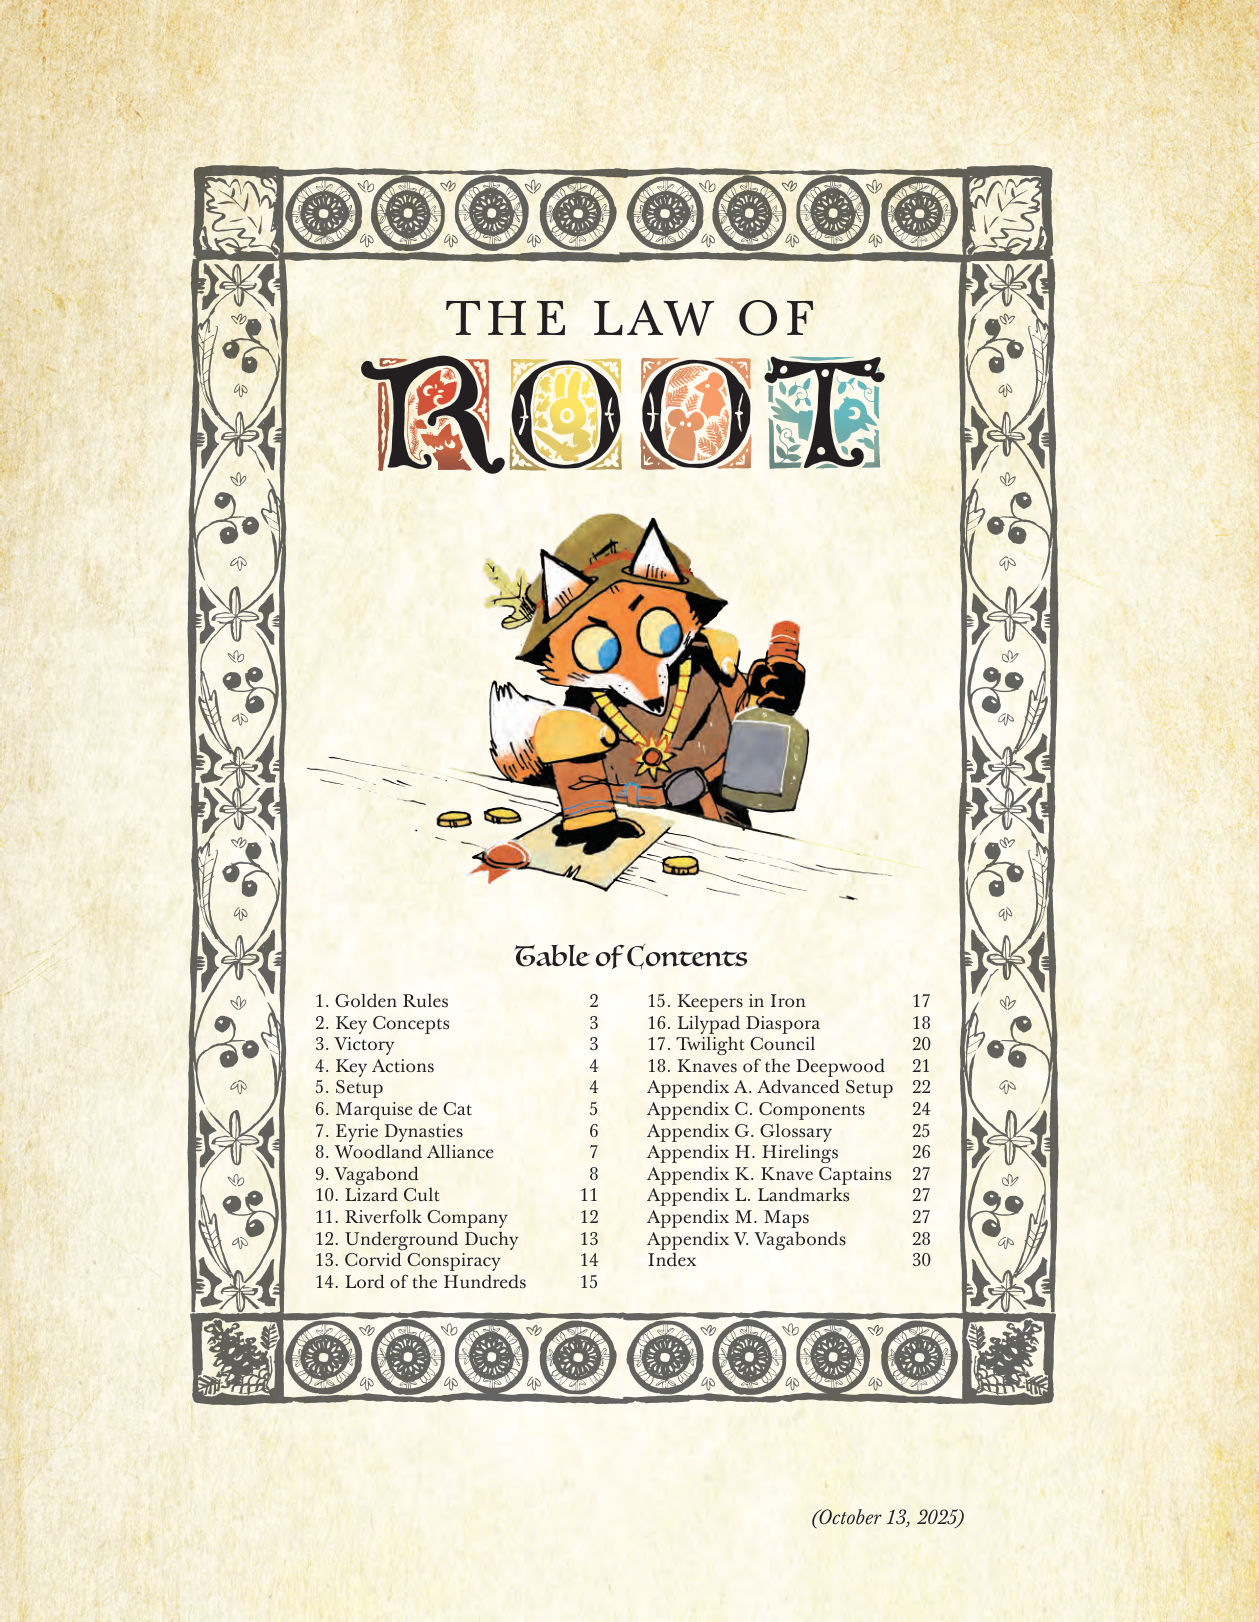 THE LAW OF
ROOT
Table of Contents
1. Golden Rules 2
2. Key Concepts 3
3. Victory 3
4. Key Actions 4
5. Setup 4
6. Marquise de Cat 5
7. Eyrie Dynasties 6
8. Woodland Alliance 7
9. Vagabond 8
10. Lizard Cult 11
11. Riverfolk Company 12
12. Underground Duchy 13
13. Corvid Conspiracy 14
14. Lord of the Hundreds 15
15. Keepers in Iron 17
16. Lilypad Diaspora 18
17. Twilight Council 20
18. Knaves of the Deepwood 21
Appendix A. Advanced Setup 22
Appendix C. Components 24
Appendix G. Glossary 25
Appendix H. Hirelings 26
Appendix K. Knave Captains 27
Appendix L. Landmarks 27
Appendix M. Maps 27
Appendix V. Vagabonds 28
Index 30
(October 13, 2025)